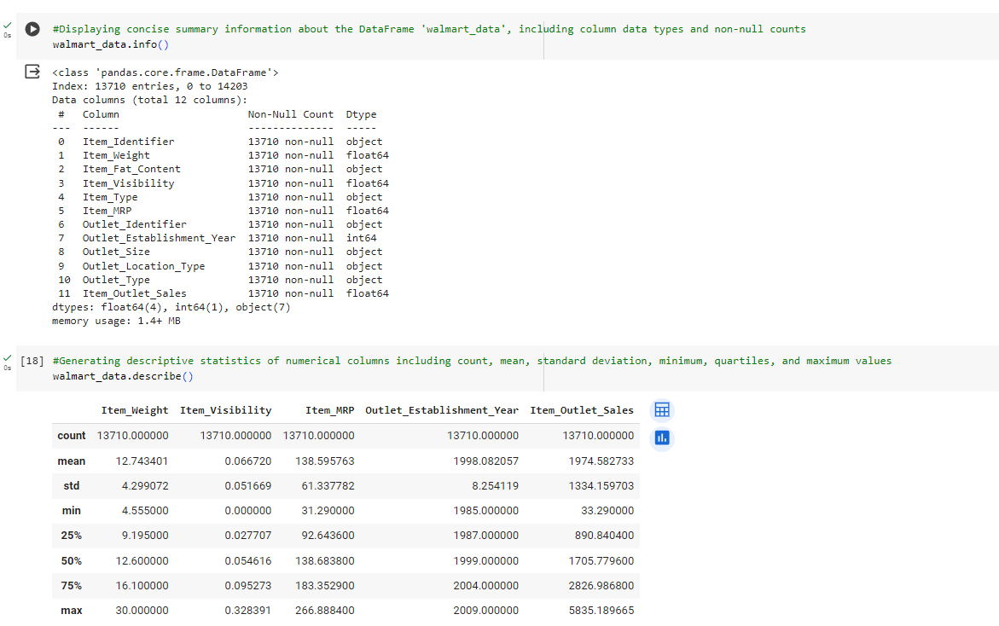 #Displaying concise summary information about the DataFrame 'walmart_data', including column data types and non-null counts
0s
walmart_data.info()
<class 'pandas.core.frame.DataFrame'>
Index: 13710 entries, 0 to 14203
Data columns (total 12 columns):
# Column Non-Null Count Dtype
--- ------ -------------- -----
0 Item_Identifier 13710 non-null object
1 Item_Weight 13710 non-null float64
2 Item_Fat_Content 13710 non-null object
3 Item_Visibility 13710 non-null float64
4 Item_Type 13710 non-null object
5 Item_MRP 13710 non-null float64
6 Outlet_Identifier 13710 non-null object
7 Outlet_Establishment_Year 13710 non-null int64
8 Outlet_Size 13710 non-null object
9 Outlet_Location_Type 13710 non-null object
10 Outlet_Type 13710 non-null object
11 Item_Outlet_Sales 13710 non-null float64
dtypes: float64(4), int64(1), object(7)
memory usage: 1.4+ MB
[18] #Generating descriptive statistics of numerical columns including count, mean, standard deviation, minimum, quartiles, and maximum values
0s
walmart_data.describe()
Item_Weight Item_Visibility Item_MRP Outlet_Establishment_Year Item_Outlet_Sales
count 13710.000000 13710.000000 13710.000000 13710.000000 13710.000000
mean 12.743401 0.066720 138.595763 1998.082057 1974.582733
std 4.299072 0.051669 61.337782 8.254119 1334.159703
min 4.555000 0.000000 31.290000 1985.000000 33.290000
25% 9.195000 0.027707 92.643600 1987.000000 890.840400
50% 12.600000 0.054616 138.683800 1999.000000 1705.779600
75% 16.100000 0.095273 183.352900 2004.000000 2826.986800
max 30.000000 0.328391 266.888400 2009.000000 5835.189665